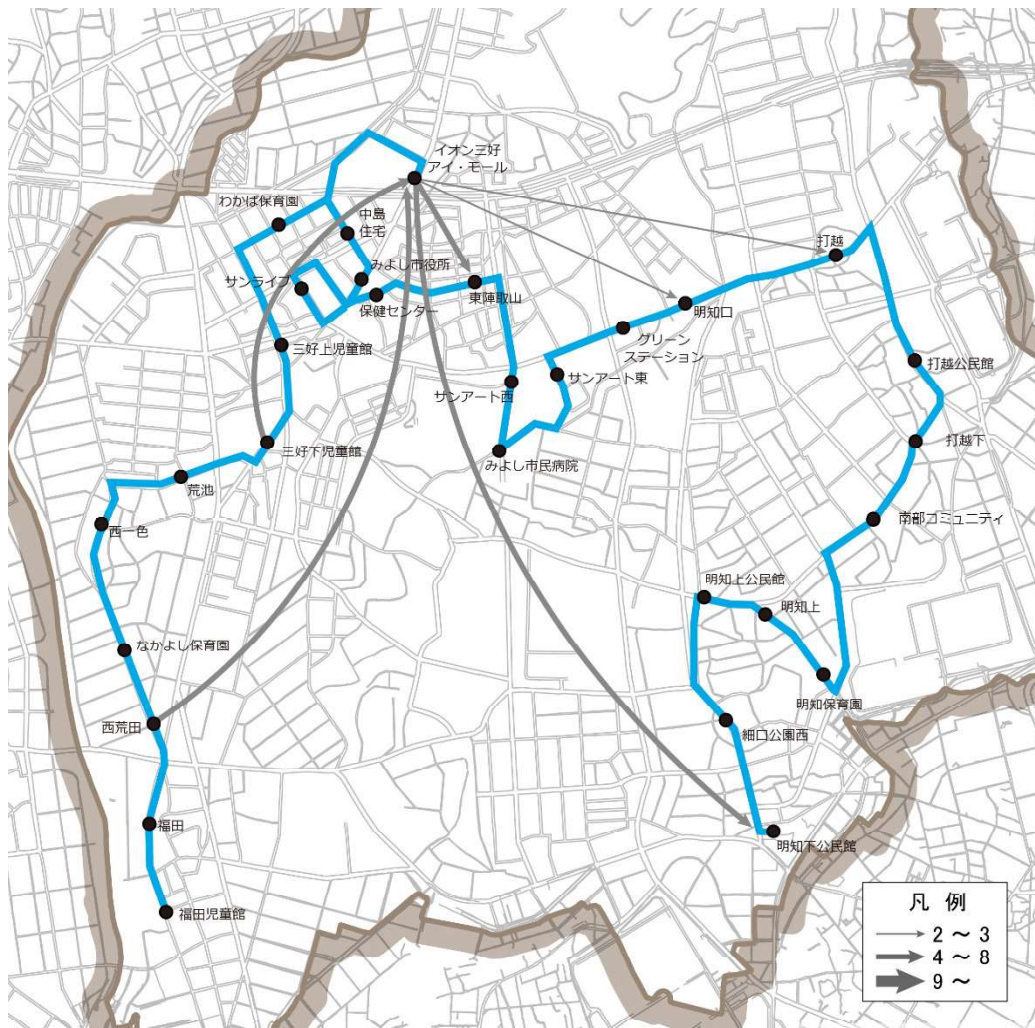 イオン三好
アイ・モール
わかば保育園
中島
住宅
みよし市役所
サンライブ
保健センター
東陣取山
打越
明知口
グリーン
ステーション
三好上児童館
サンアート東
打越公民館
サンアート西
三好下児童館
みよし市民病院
打越下
荒池
西一色
南部コミュニティ
明知上公民館
明知上
なかよし保育園
明知保育園
西荒田
細口公園西
福田
明知下公民館
福田児童館
凡 例
2 ～ 3
4 ～ 8
9 ～